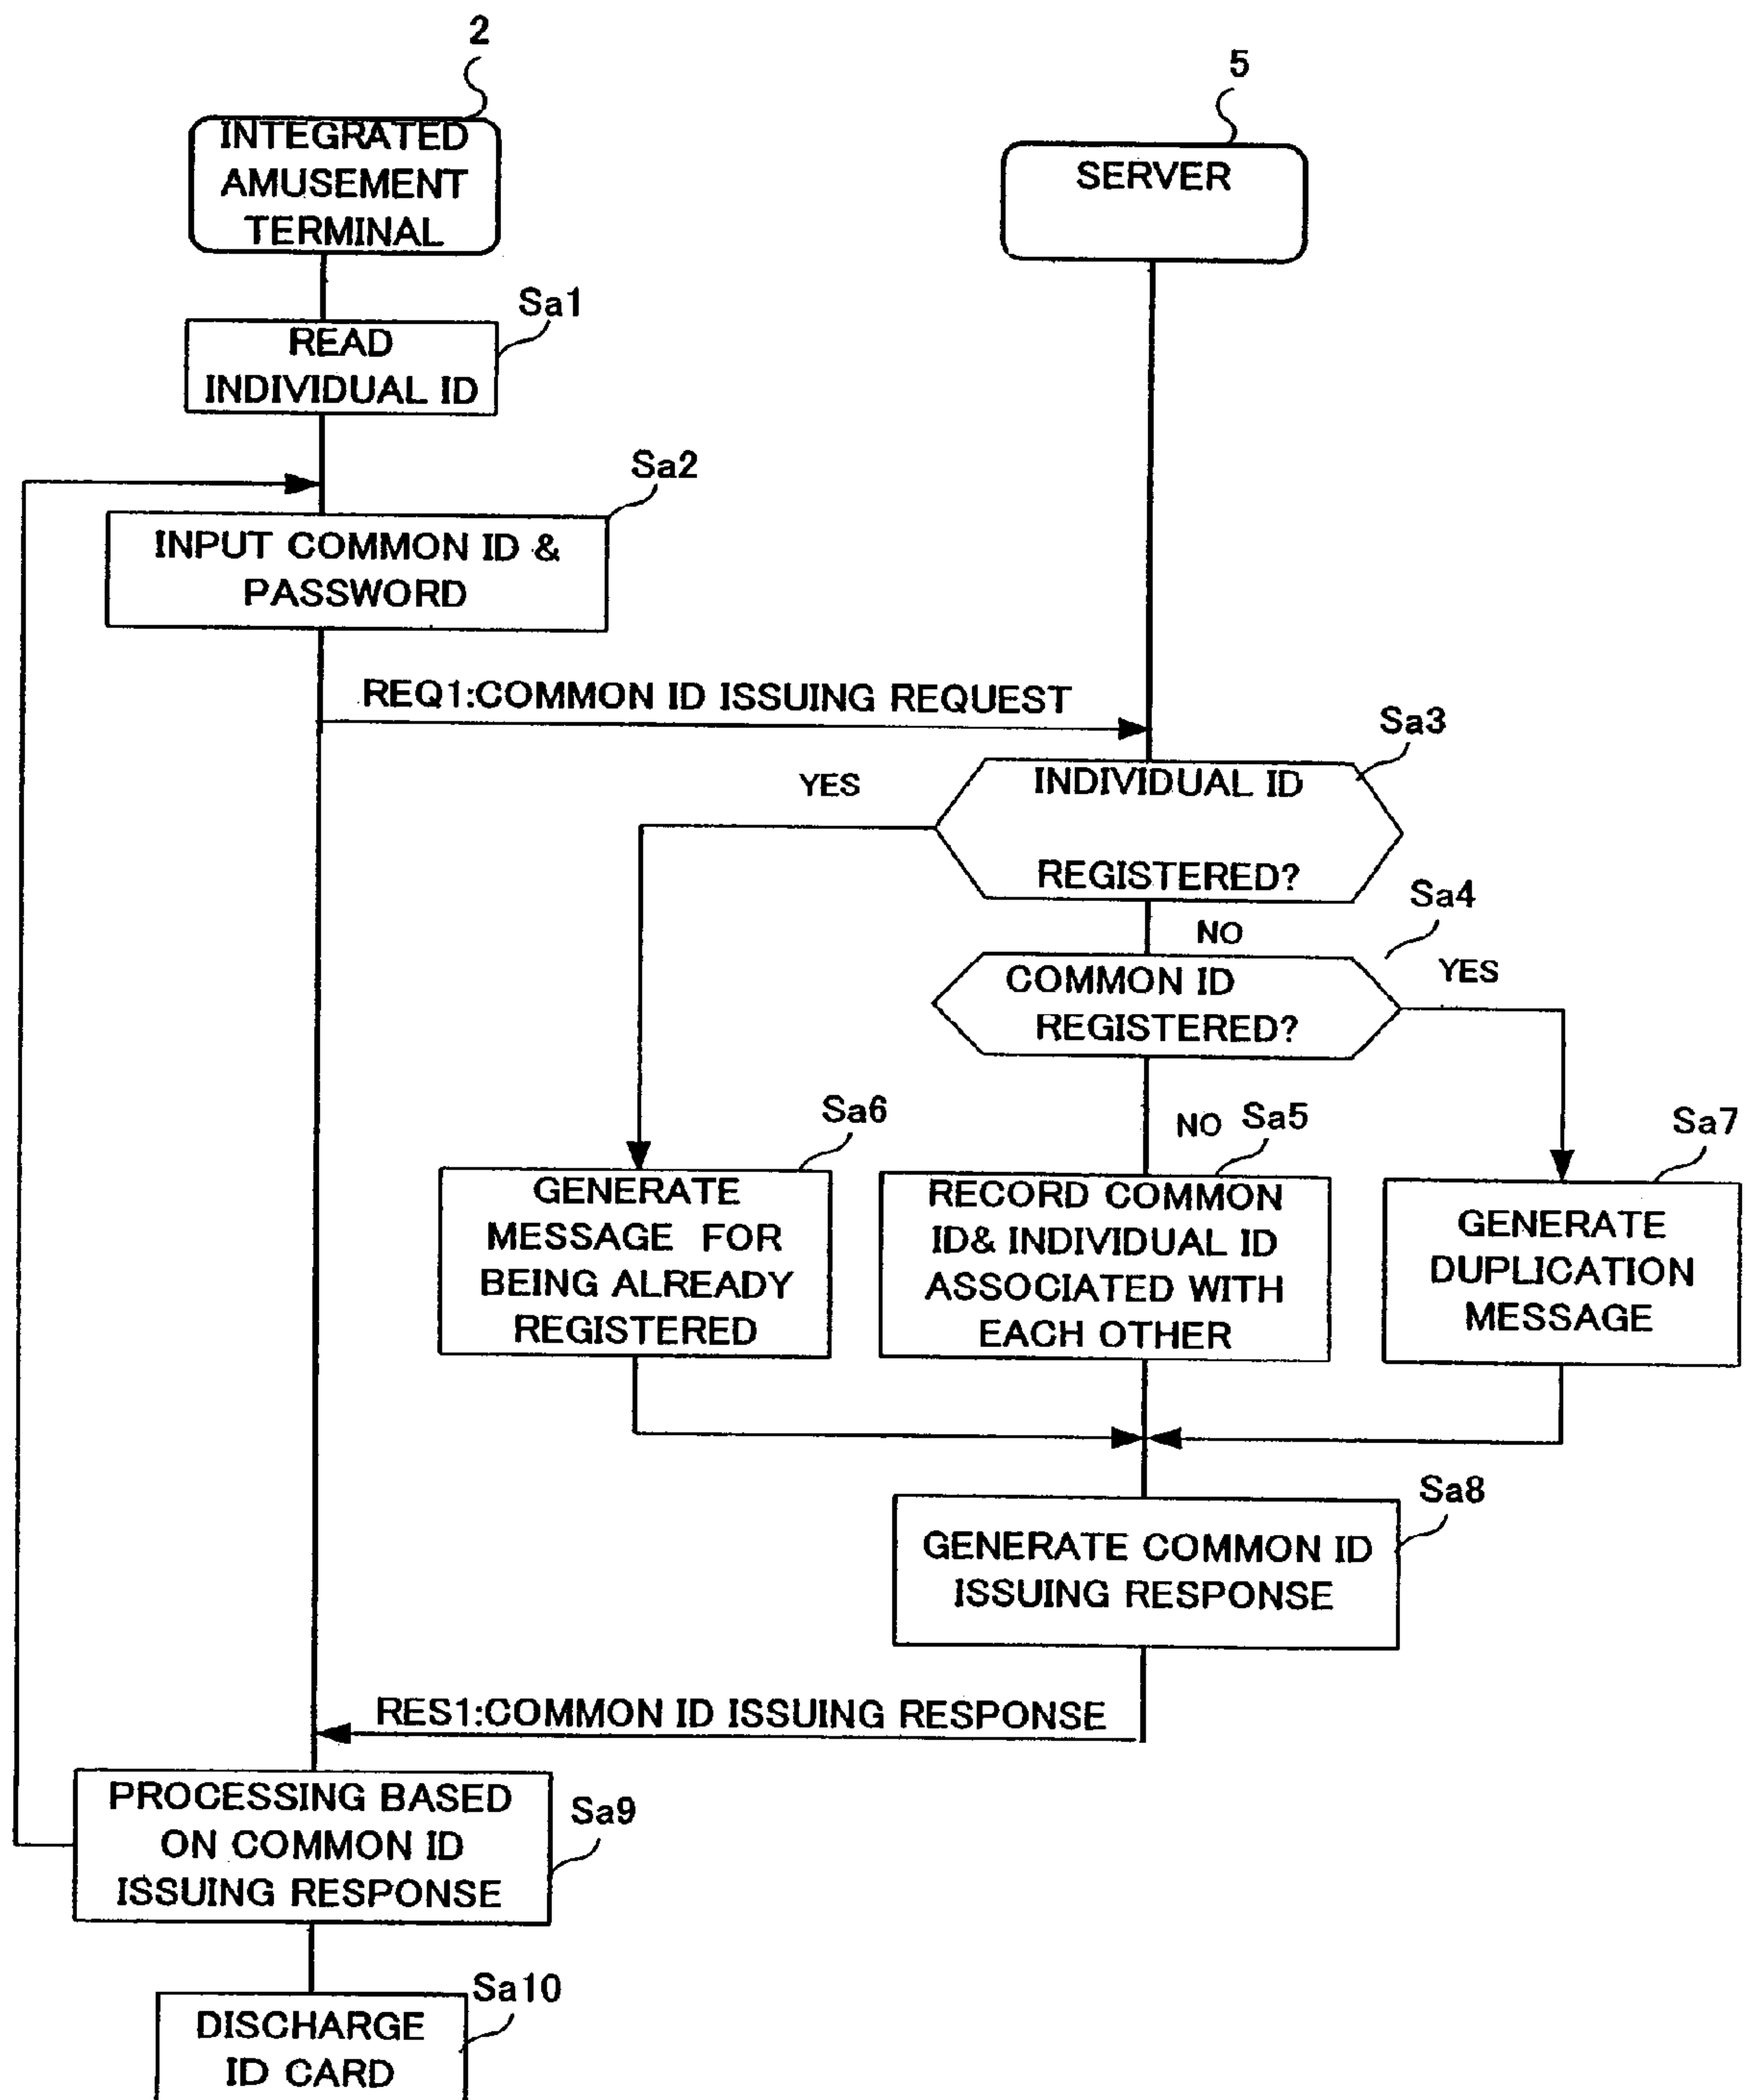 2
5
INTEGRATED
AMUSEMENT
TERMINAL
SERVER
Sa1
READ
INDIVIDUAL ID
Sa2
INPUT COMMON ID &
PASSWORD
REQ1:COMMON ID ISSUING REQUEST
Sa3
YES
INDIVIDUAL ID
REGISTERED?
Sa4
NO
YES
COMMON ID
REGISTERED?
Sa6
NO
Sa5
Sa7
GENERATE
MESSAGE FOR
BEING ALREADY
REGISTERED
RECORD COMMON
ID& INDIVIDUAL ID
ASSOCIATED WITH
EACH OTHER
GENERATE
DUPLICATION
MESSAGE
Sa8
GENERATE COMMON ID
ISSUING RESPONSE
RES1:COMMON ID ISSUING RESPONSE
PROCESSING BASED
ON COMMON ID
ISSUING RESPONSE
Sa9
Sa10
DISCHARGE
ID CARD